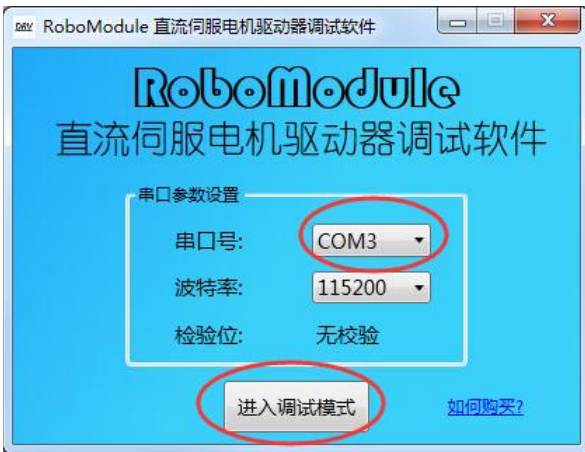 DRV RoboModule 直流伺服电机驱动器调试软件
RoboModule
直流伺服电机驱动器调试软件
串口参数设置
串口号: COM3
波特率: 115200
检验位: 无校验
进入调试模式 如何购买?